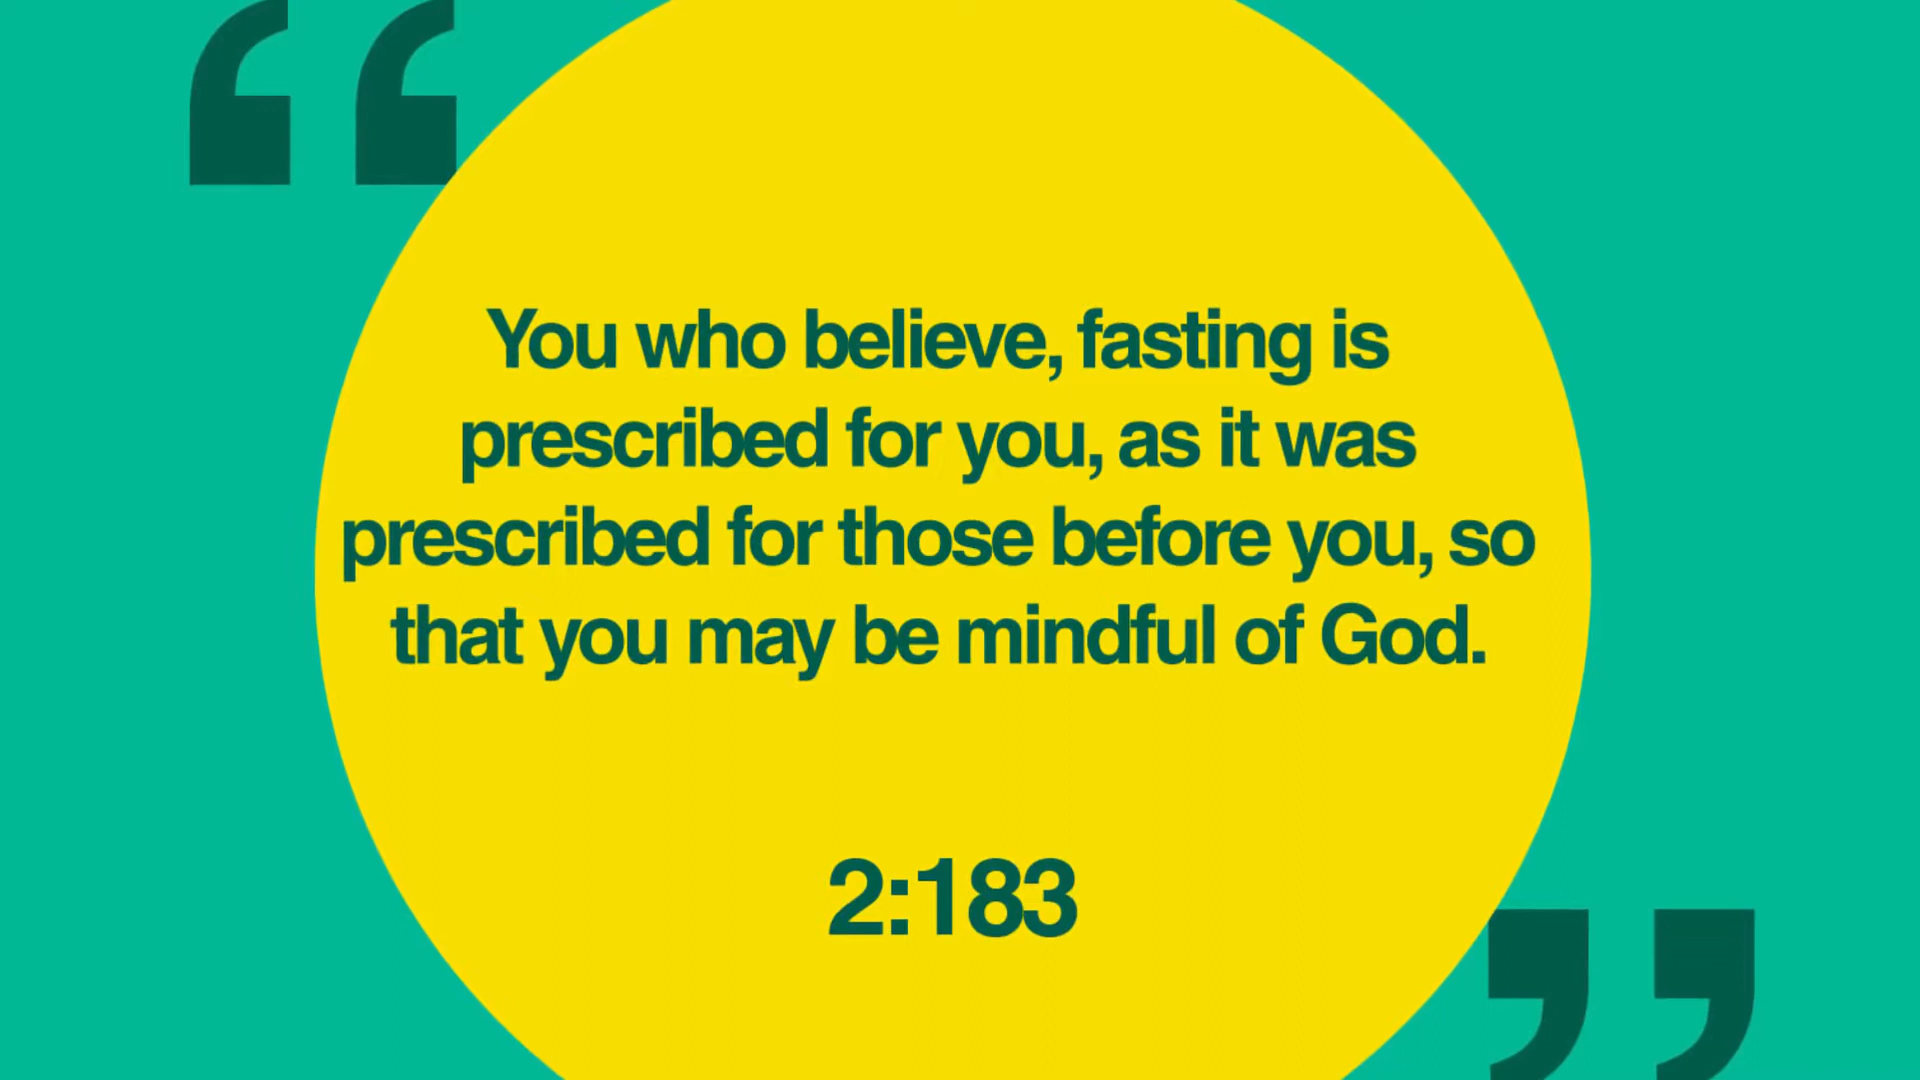 You who believe, fasting is
prescribed for you, as it was
prescribed for those before you, so
that you may be mindful of God.
2:183